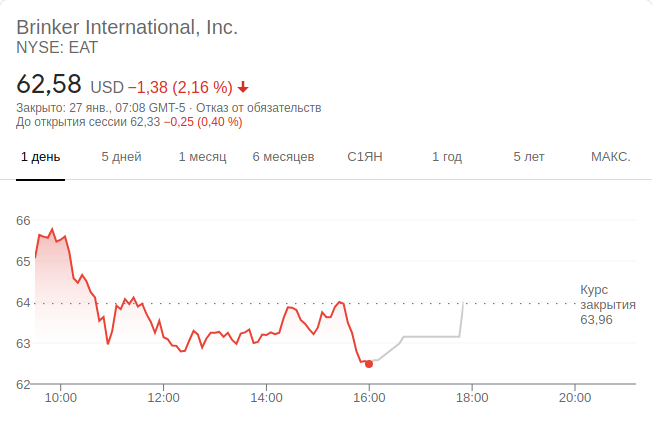 Brinker International, Inc.
NYSE: EAT
62,58 USD −1,38 (2,16 %)
Закрыто: 27 янв., 07:08 GMT-5 · Отказ от обязательств
До открытия сессии 62,33 −0,25 (0,40 %)
1 день 5 дней 1 месяц 6 месяцев С1ЯН 1 год 5 лет МАКС.
66
65
64
63
62
Курс
закрытия
63,96
10:00 12:00 14:00 16:00 18:00 20:00